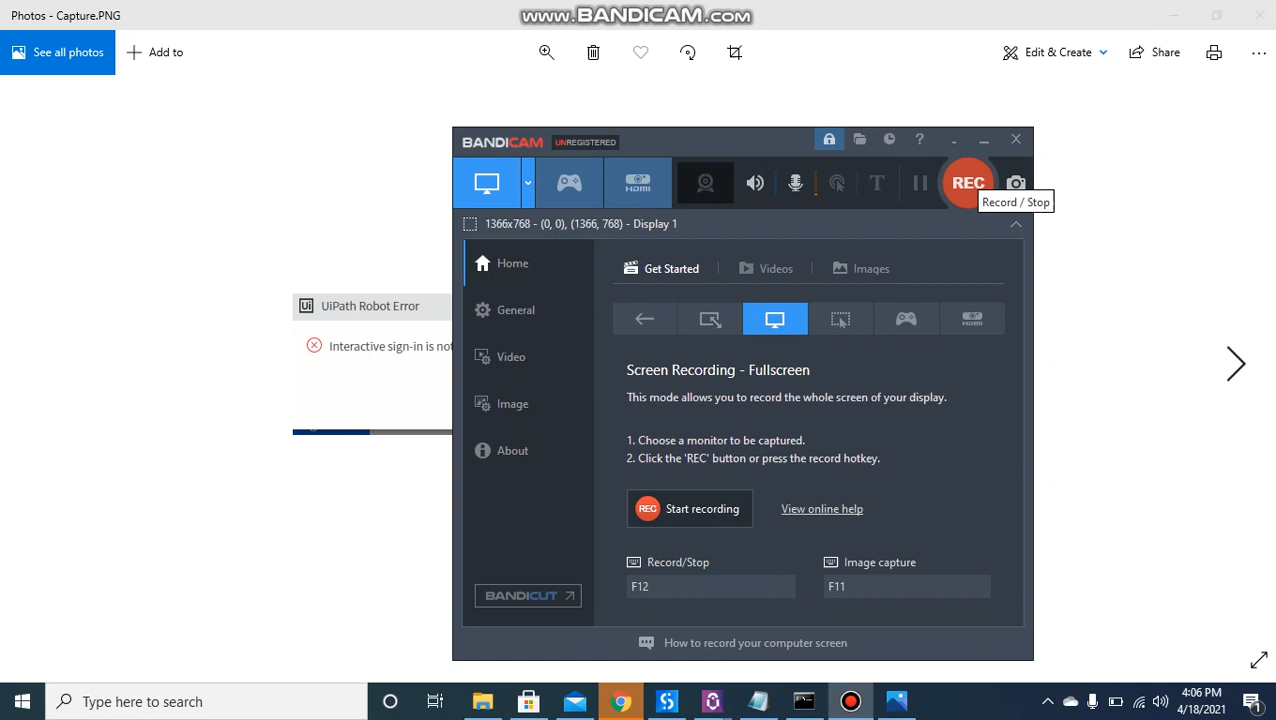 Photos - Capture.PNG
www.BANDICAM.com
See all photos
Add to
Edit & Create
Share
BANDICAM UNREGISTERED
HDMI
REC
Record / Stop
1366x768 - (0, 0), (1366, 768) - Display 1
Home
Get Started
Videos
Images
General
UiPath Robot Error
Interactive sign-in is not
Video
Screen Recording - Fullscreen
This mode allows you to record the whole screen of your display.
Image
1. Choose a monitor to be captured.
About
2. Click the 'REC' button or press the record hotkey.
REC Start recording
View online help
Record/Stop
Image capture
F12
F11
BANDICUT
How to record your computer screen
Type here to search
4:06 PM
4/18/2021